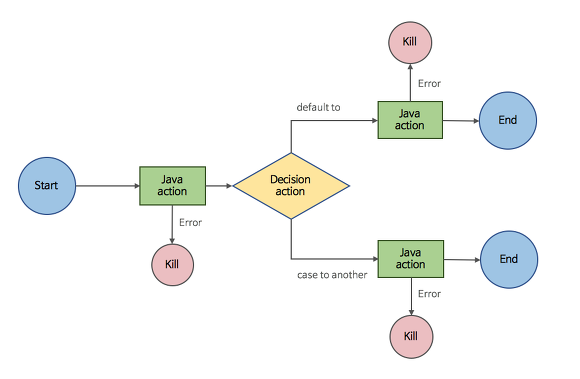 Kill
Error
default to
Java
action
End
Start
Java
action
Decision
action
Error
Kill
case to another
Java
action
End
Error
Kill